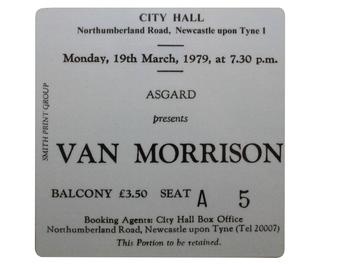 CITY HALL
Northumberland Road, Newcastle upon Tyne 1
Monday, 19th March, 1979, at 7.30 p.m.
ASGARD
presents
VAN MORRISON
BALCONY £3.50 SEAT A 5
Booking Agents: City Hall Box Office
Northumberland Road, Newcastle upon Tyne (Tel 20007)
This Portion to be retained.
SMITH PRINT GROUP